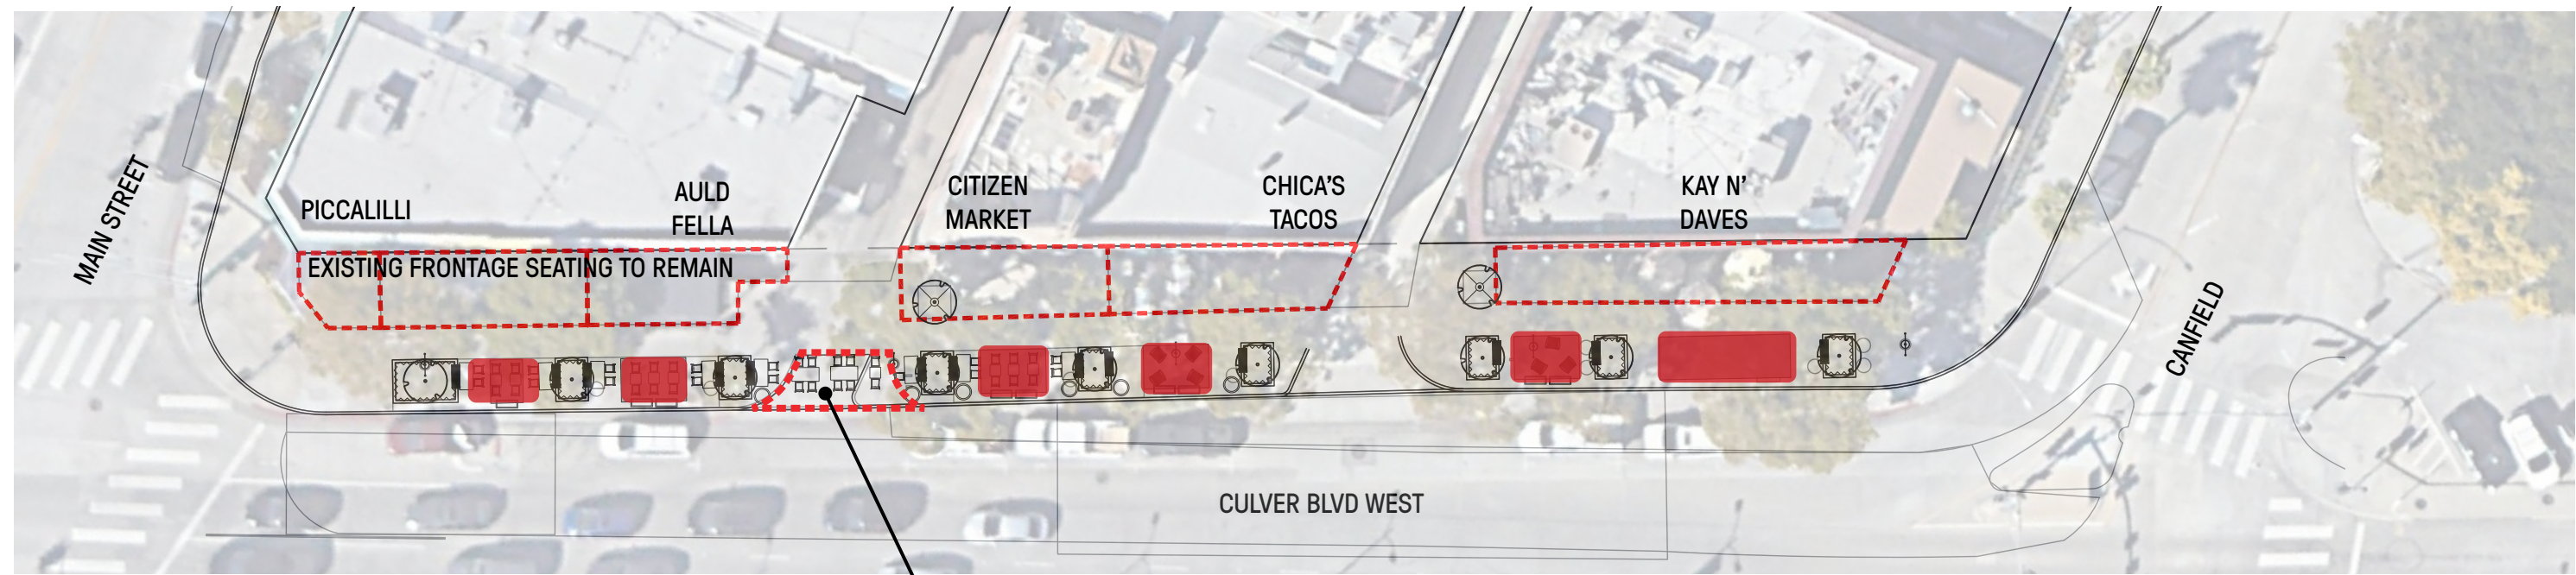 MAIN STREET
PICCALILLI
AULD
FELLA
EXISTING FRONTAGE SEATING TO REMAIN
CITIZEN
MARKET
CHICA'S
TACOS
KAY N'
DAVES
CANFIELD
CULVER BLVD WEST